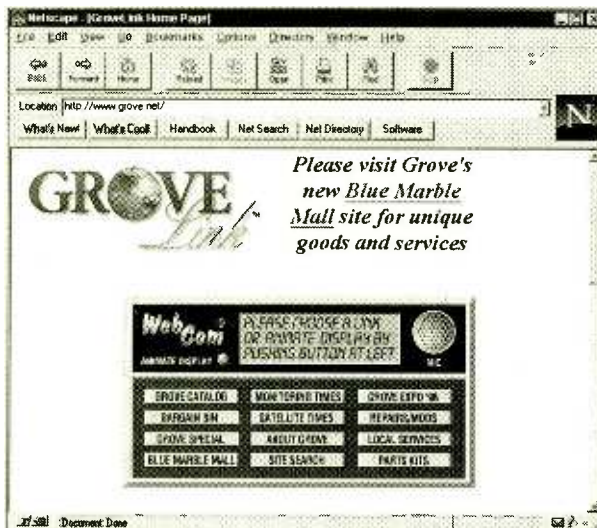 Netscape - [GroveLink Home Page]
File Edit View Go Bookmarks Options Directory Window Help
Back Forward Home Reload Open Print Find
Location http://www.grove.net/
What's New! What's Cool! Handbook Net Search Net Directory Software
N
GROVE
Link™
Please visit Grove's
new Blue Marble
Mall site for unique
goods and services
WebCom
ANIMATE DISPLAY
PLEASE CHOOSE A LINK
OR ANIMATE DISPLAY BY
PUSHING BUTTON AT LEFT
MIC
GROVE CATALOG MONITORING TIMES GROVE EXPO '96
BARGAIN BIN SATELLITE TIMES REPAIRS/MODS
GROVE SPECIAL ABOUT GROVE LOCAL SERVICES
BLUE MARBLE MALL SITE SEARCH PARTS KITS
Document: Done